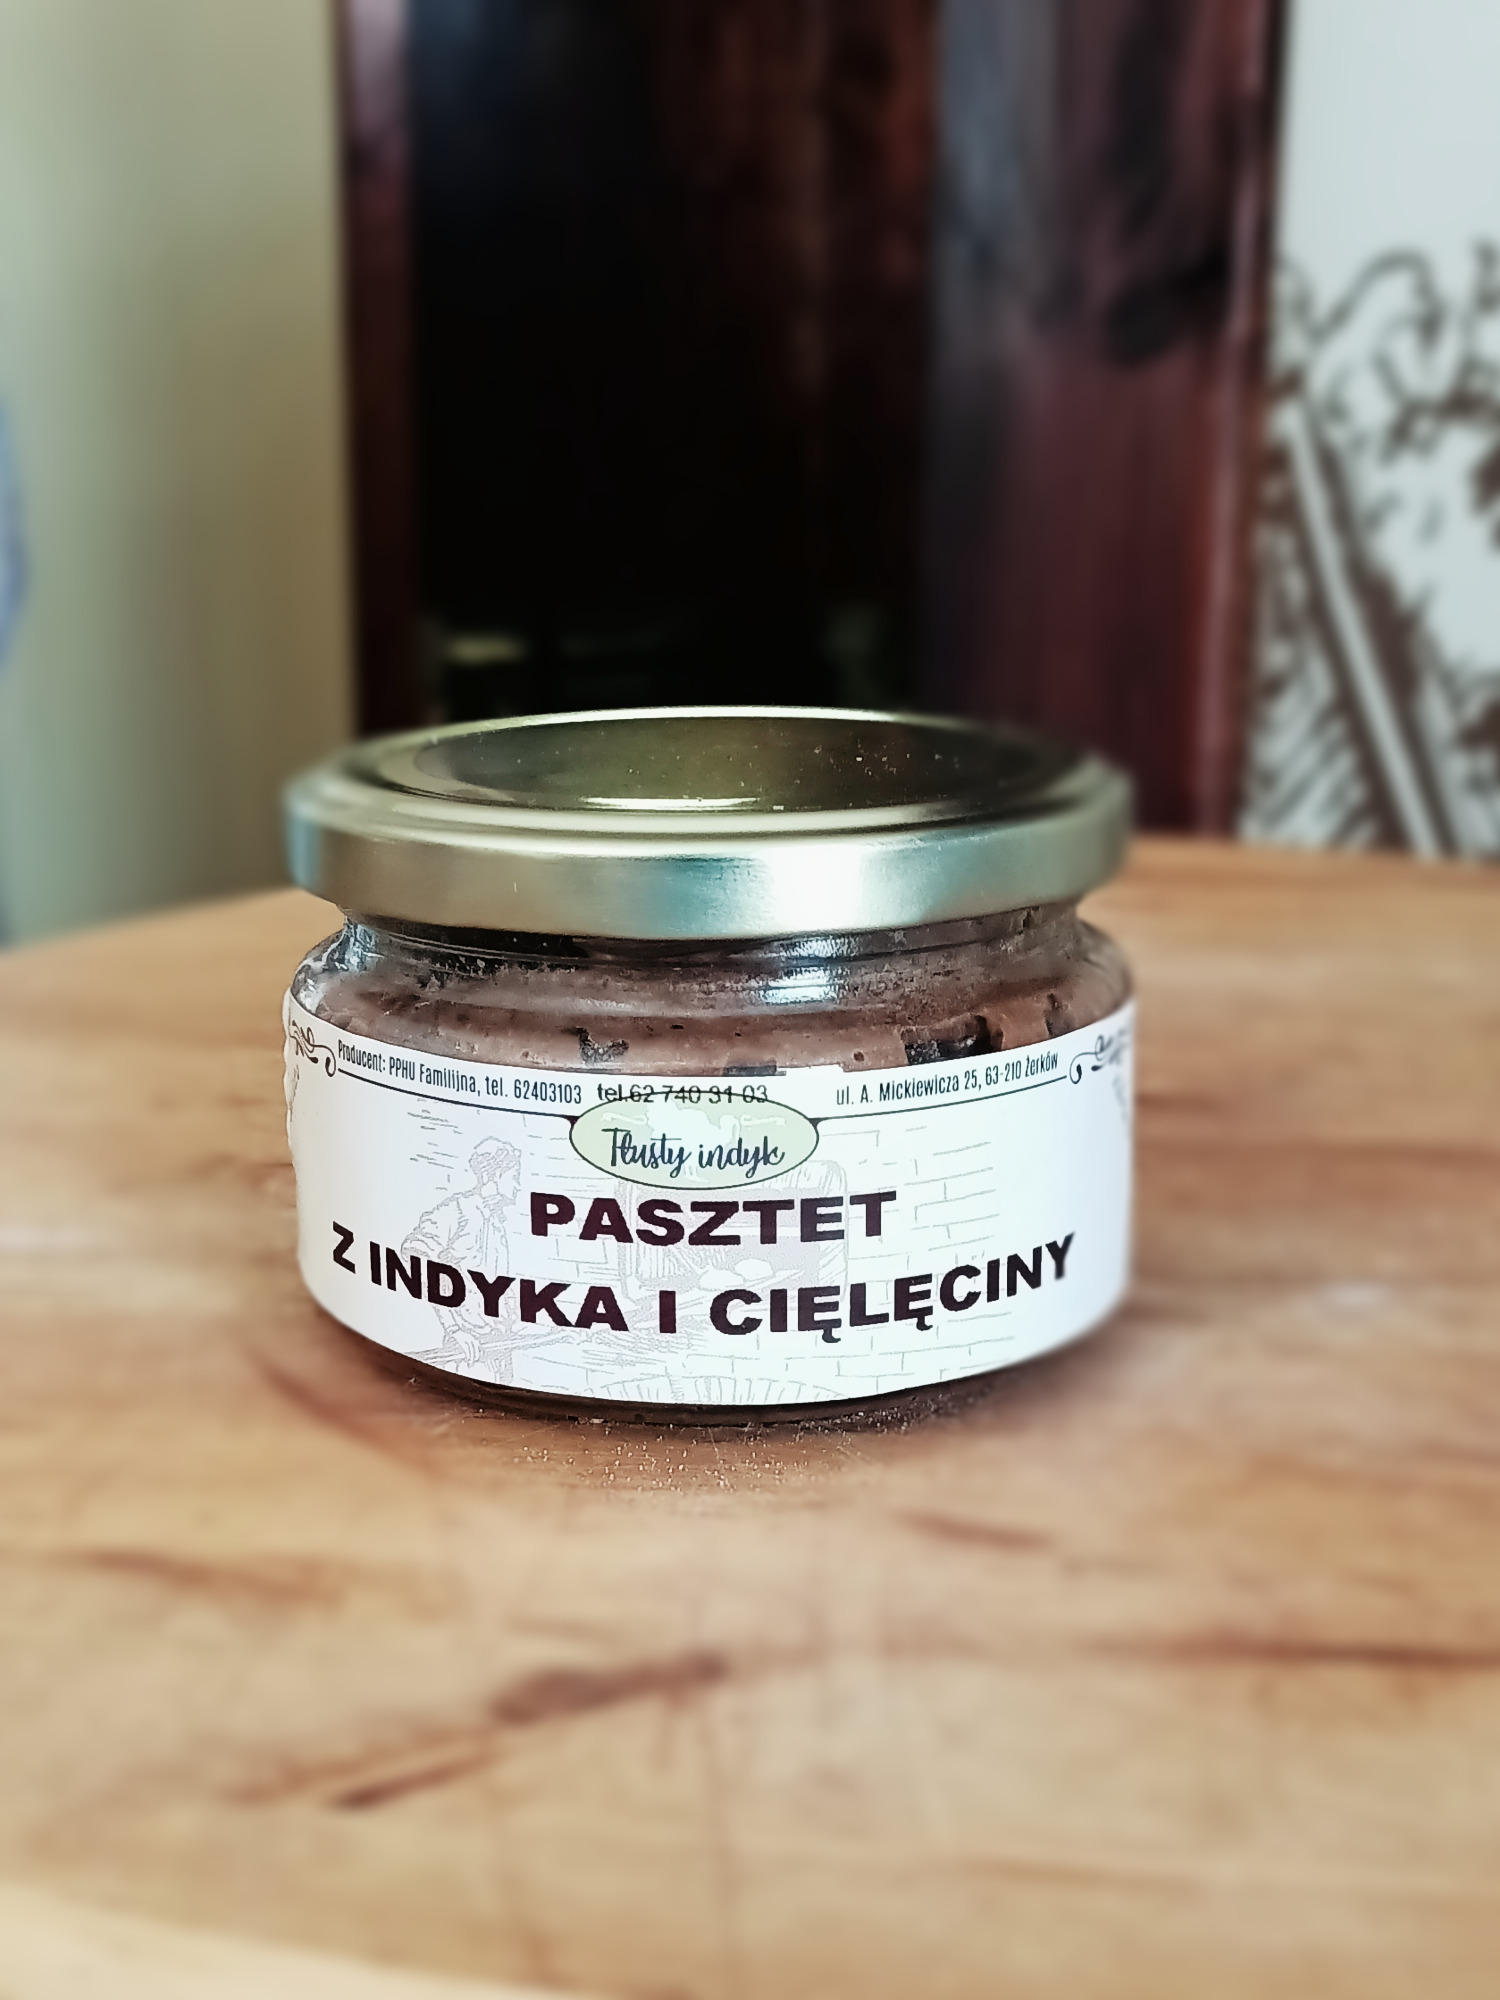 Producent: PPHU Familijna, tel. 62403103 tel.62 740 31 03 ul. A. Mickiewicza 25, 63-210 Żerków
Tłusty indyk
PASZTET
Z INDYKA I CIELĘCINY